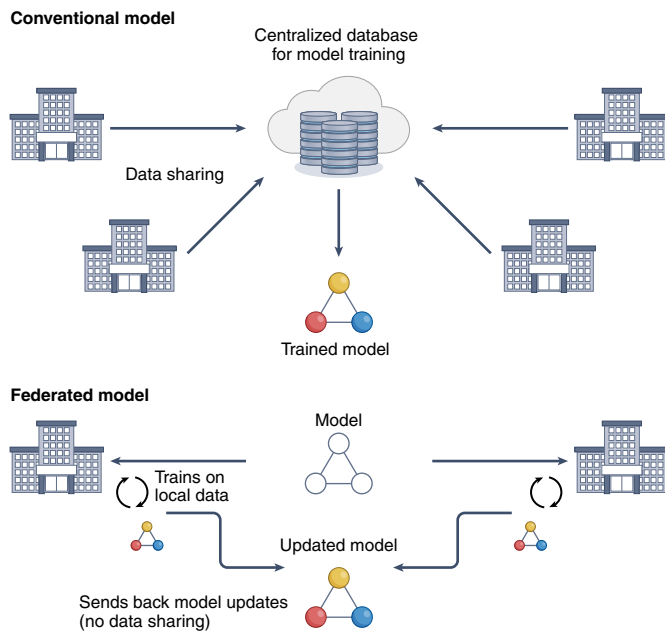 Conventional model
Centralized database
for model training
Data sharing
Trained model
Federated model
Model
Trains on
local data
Updated model
Sends back model updates
(no data sharing)